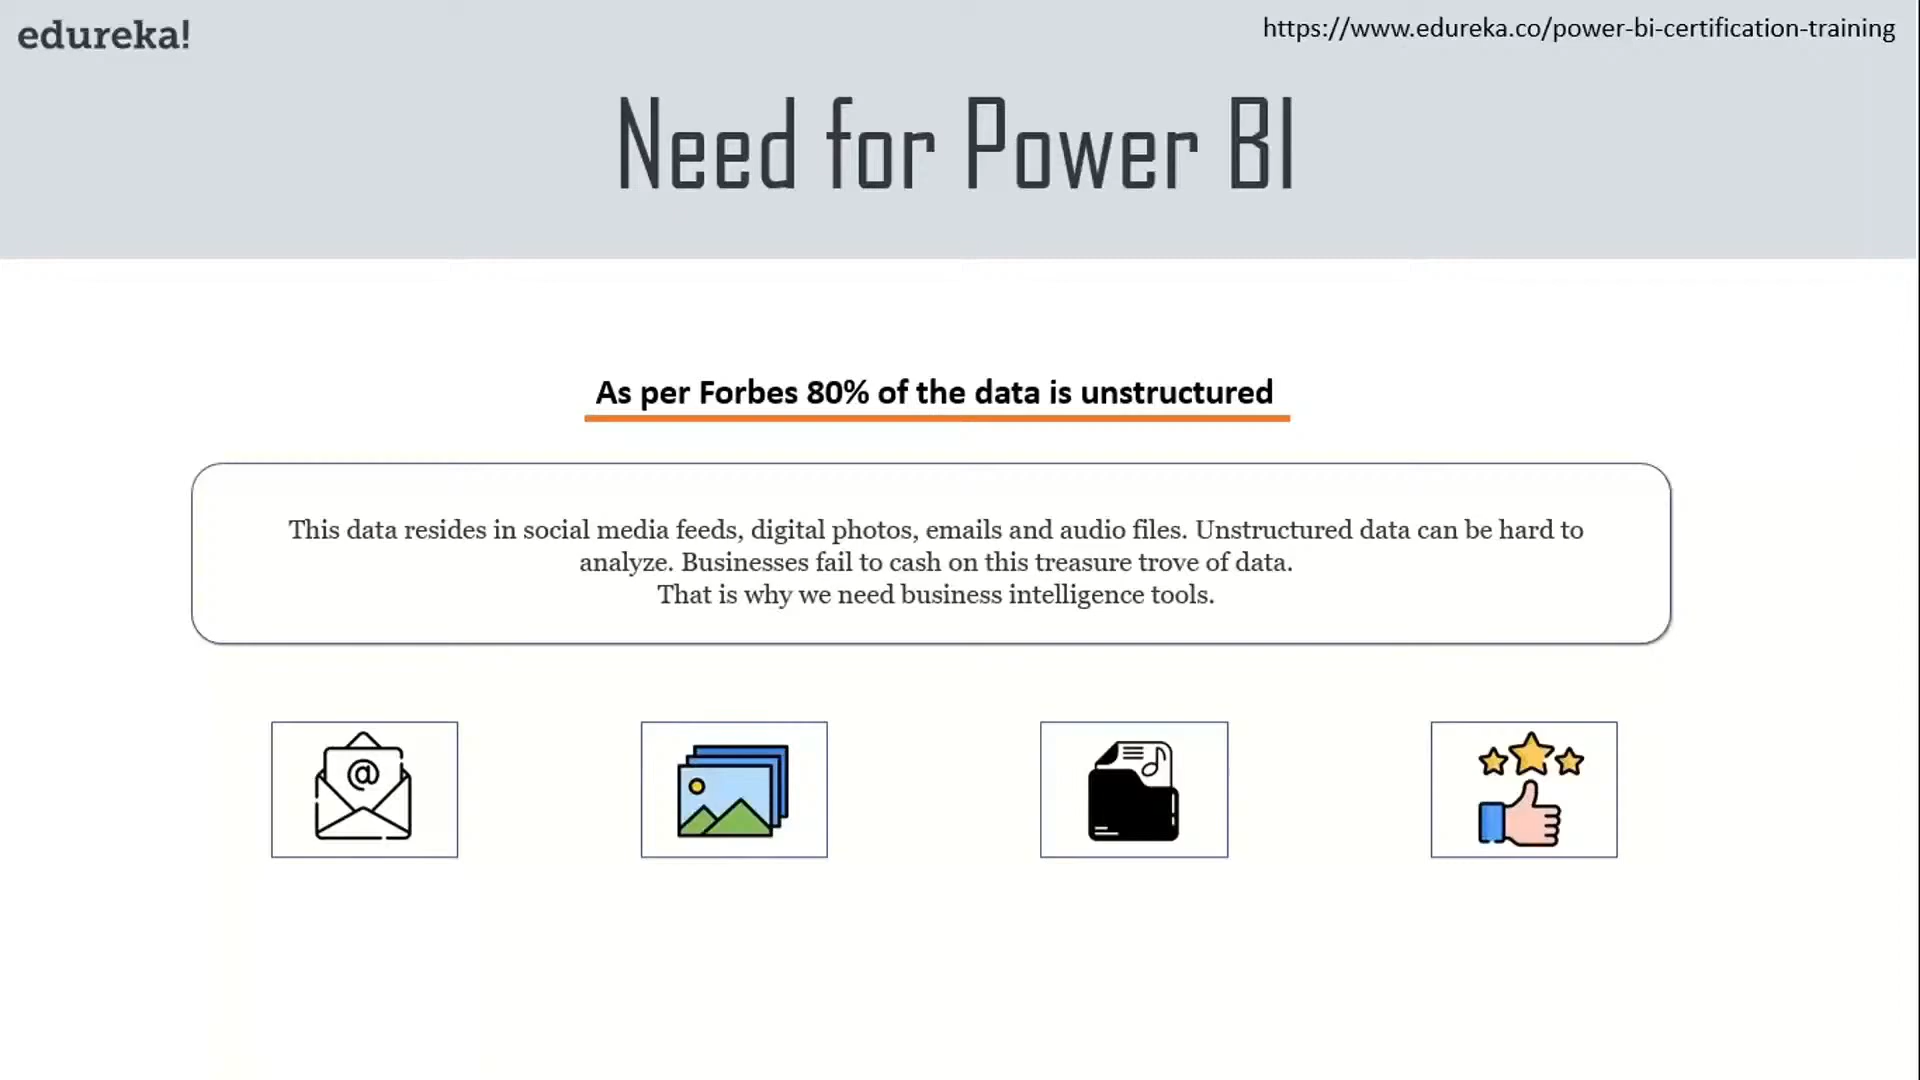 edureka!
https://www.edureka.co/power-bi-certification-training
Need for Power BI
As per Forbes 80% of the data is unstructured
This data resides in social media feeds, digital photos, emails and audio files. Unstructured data can be hard to
analyze. Businesses fail to cash on this treasure trove of data.
That is why we need business intelligence tools.
@